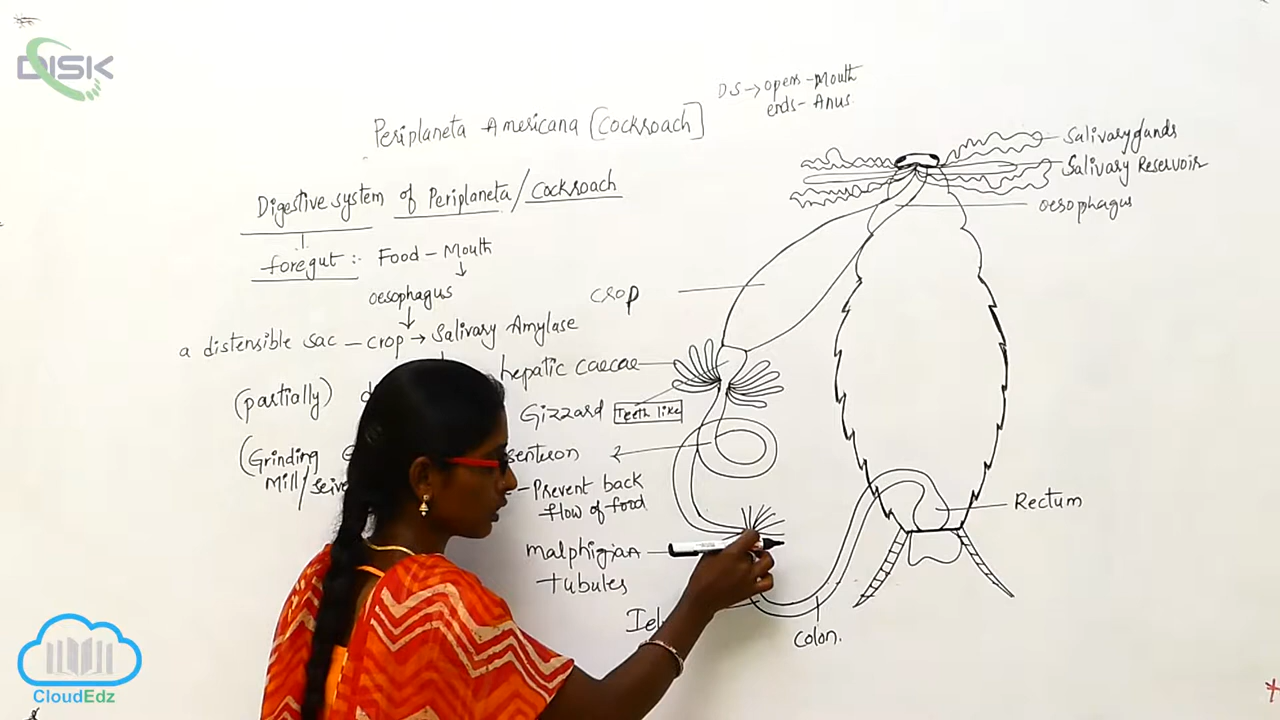 DISK
D.S → opens - Mouth
ends - Anus
Periplaneta Americana [Cockroach]
Digestive system of Periplaneta / Cockroach
foregut :- Food - Mouth
↓
oesophagus
↓
a distensible sac - crop → Salivary Amylase
(partially)
(Grinding
Mill/seive
Salivary glands
Salivary Reservoir
oesophagus
crop
hepatic caecae
Gizzard Teeth like
- Prevent back
flow of food
malphigian
tubules
Colon.
Rectum
CloudEdz